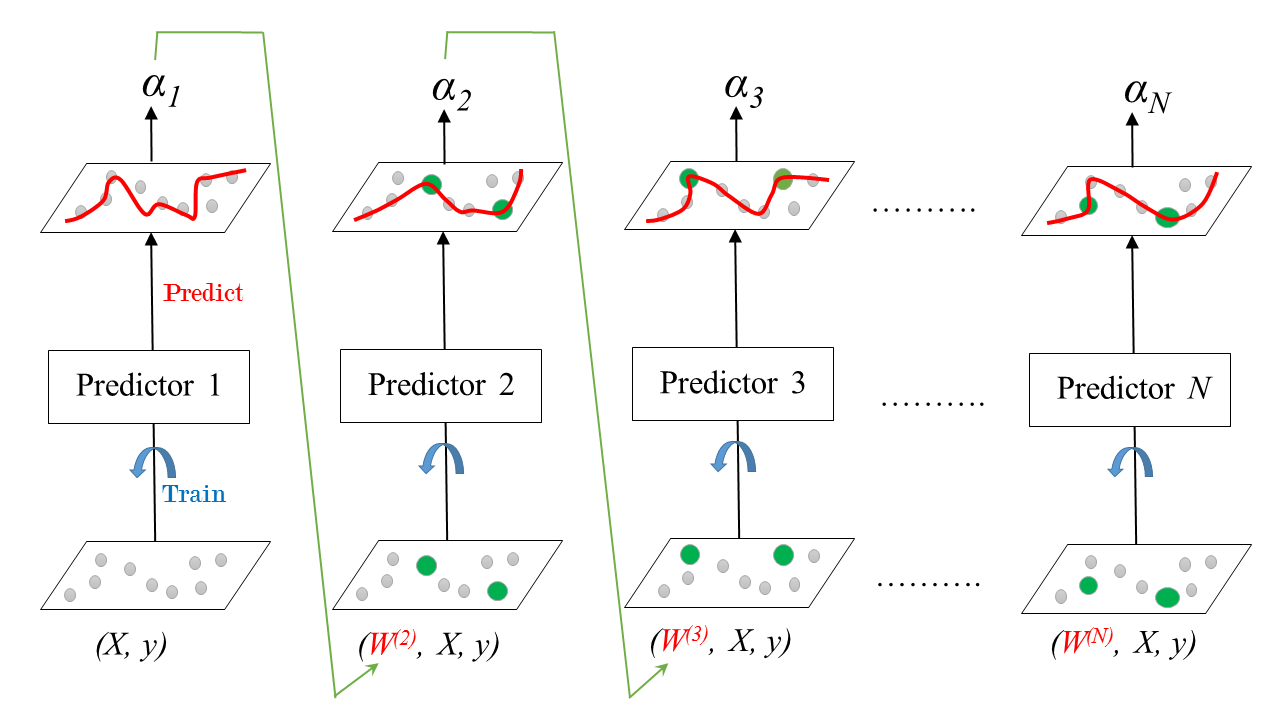 α1 α2 α3 αN
……….
Predict
Predictor 1 Predictor 2 Predictor 3 ………. Predictor N
Train
……….
(X, y) (W(2), X, y) (W(3), X, y) (W(N), X, y)